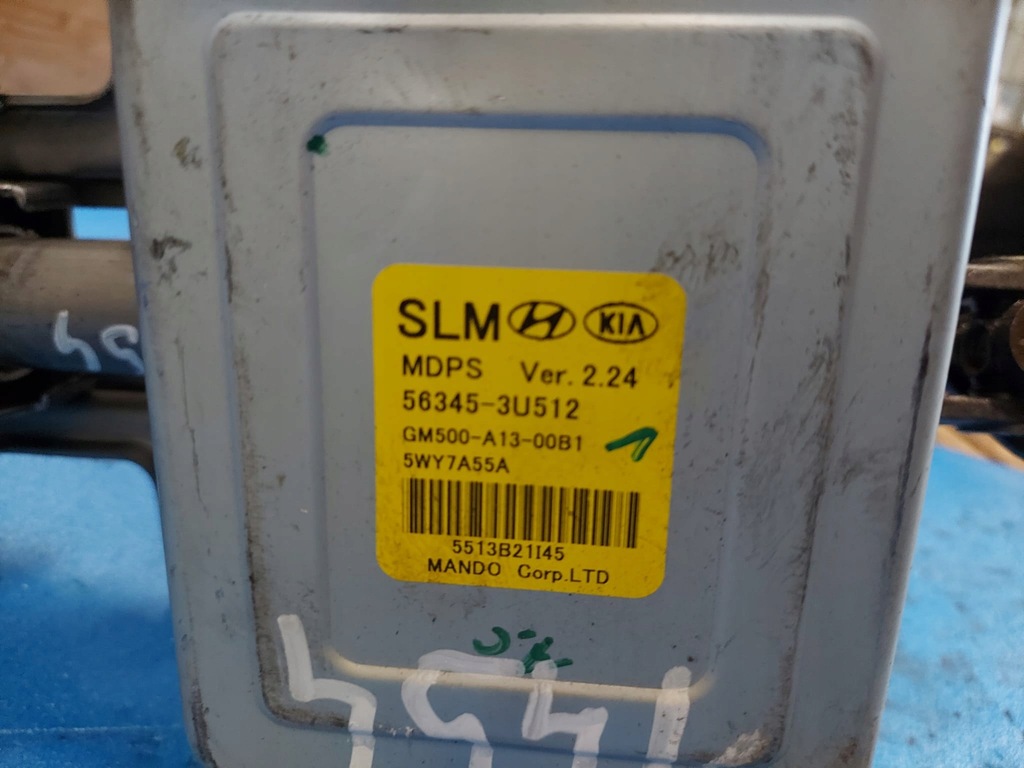 SLM KIA
MDPS Ver. 2.24
56345-3U512
GM500-A13-00B1
5WY7A55A
5513B21I45
MANDO Corp.LTD